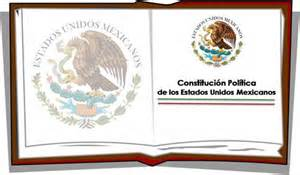 ESTADOS UNIDOS MEXICANOS
ESTADOS UNIDOS MEXICANOS
Constitución Política
de los Estados Unidos Mexicanos